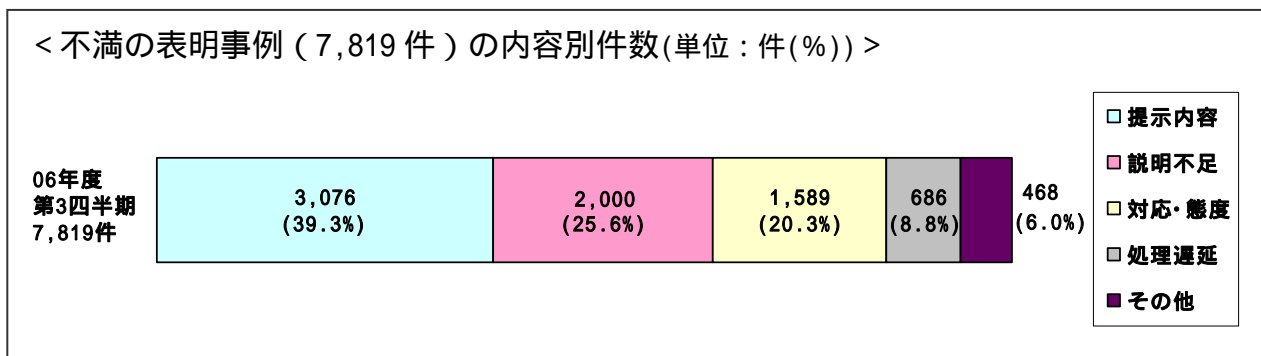 <不満の表明事例(7,819件)の内容別件数(単位:件(%))>
06年度
第3四半期
7,819件
3,076
(39.3%)
2,000
(25.6%)
1,589
(20.3%)
686
(8.8%)
468
(6.0%)
提示内容
説明不足
対応・態度
処理遅延
その他